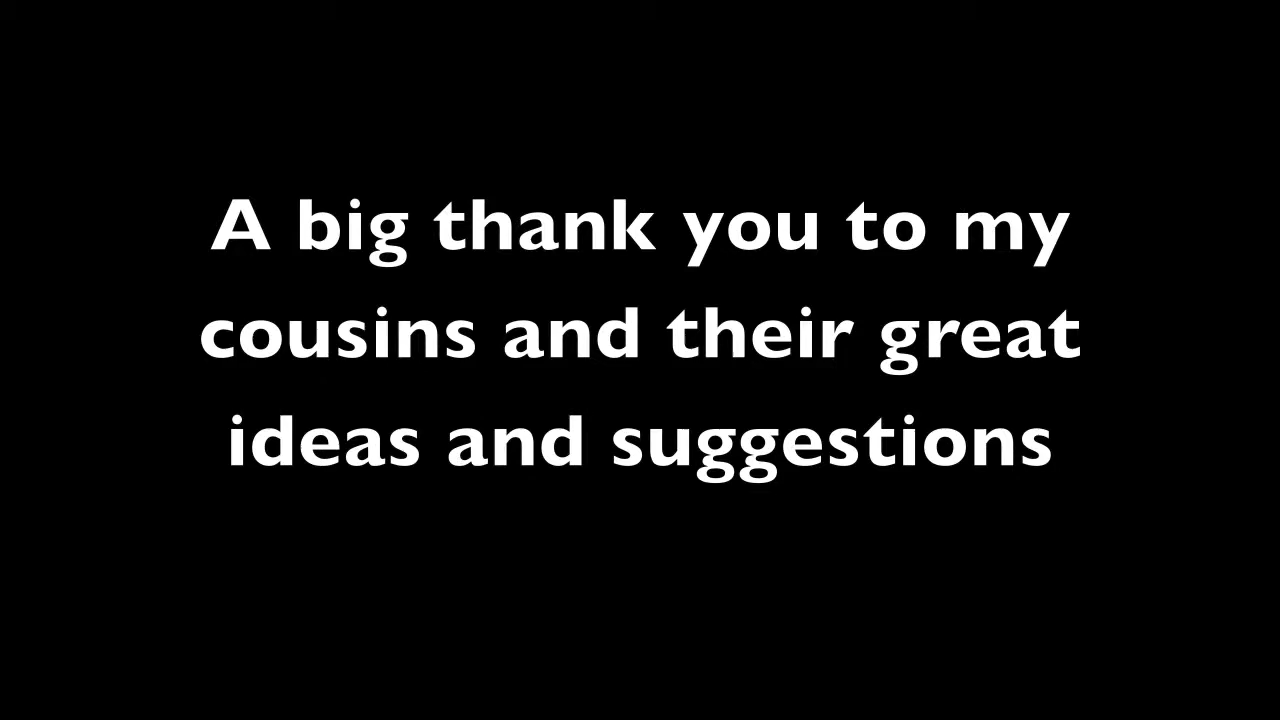 A big thank you to my
cousins and their great
ideas and suggestions